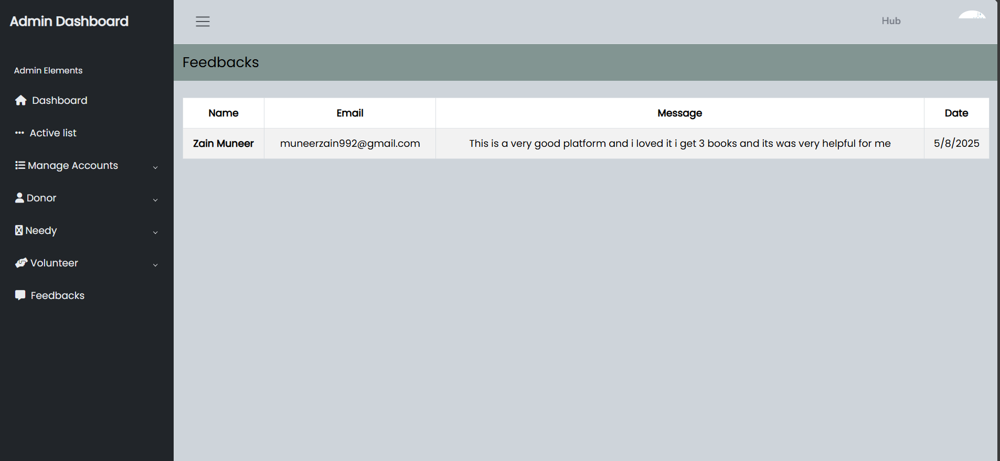 Admin Dashboard
Hub
Admin Elements
Dashboard
Active list
Manage Accounts
Donor
Needy
Volunteer
Feedbacks
Feedbacks
Name Email Message Date
Zain Muneer muneerzain992@gmail.com This is a very good platform and i loved it i get 3 books and its was very helpful for me 5/8/2025